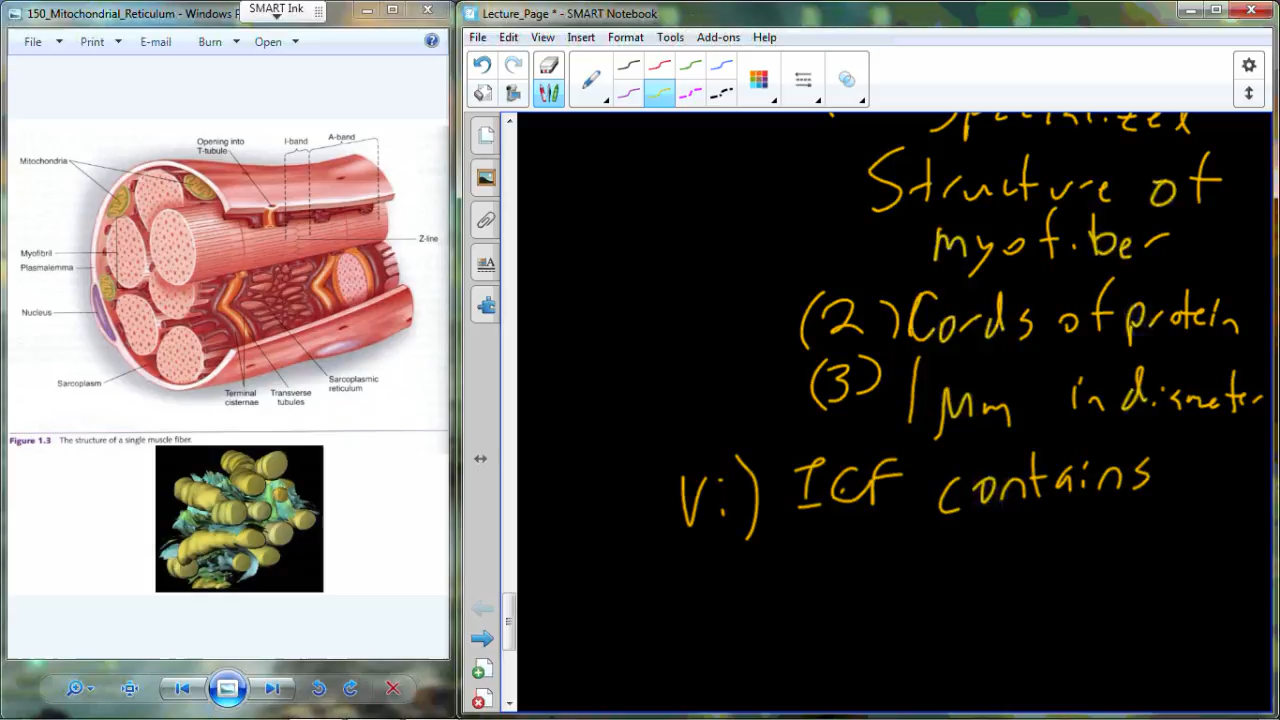 150_Mitochondrial_Reticulum - Windows P
SMART Ink
File Print E-mail Burn Open
Opening into
T-tubule
I-band
A-band
Mitochondria
Myofibril
Plasmalemma
Z-line
Nucleus
Sarcoplasm
Terminal
cisternae
Transverse
tubules
Sarcoplasmic
reticulum
Figure 1.3 The structure of a single muscle fiber.
Lecture_Page * - SMART Notebook
File Edit View Insert Format Tools Add-ons Help
Specialized
Structure of
myofiber
(2) Cords of protein
(3) 1 μm in diameter
vi.) ICF contains